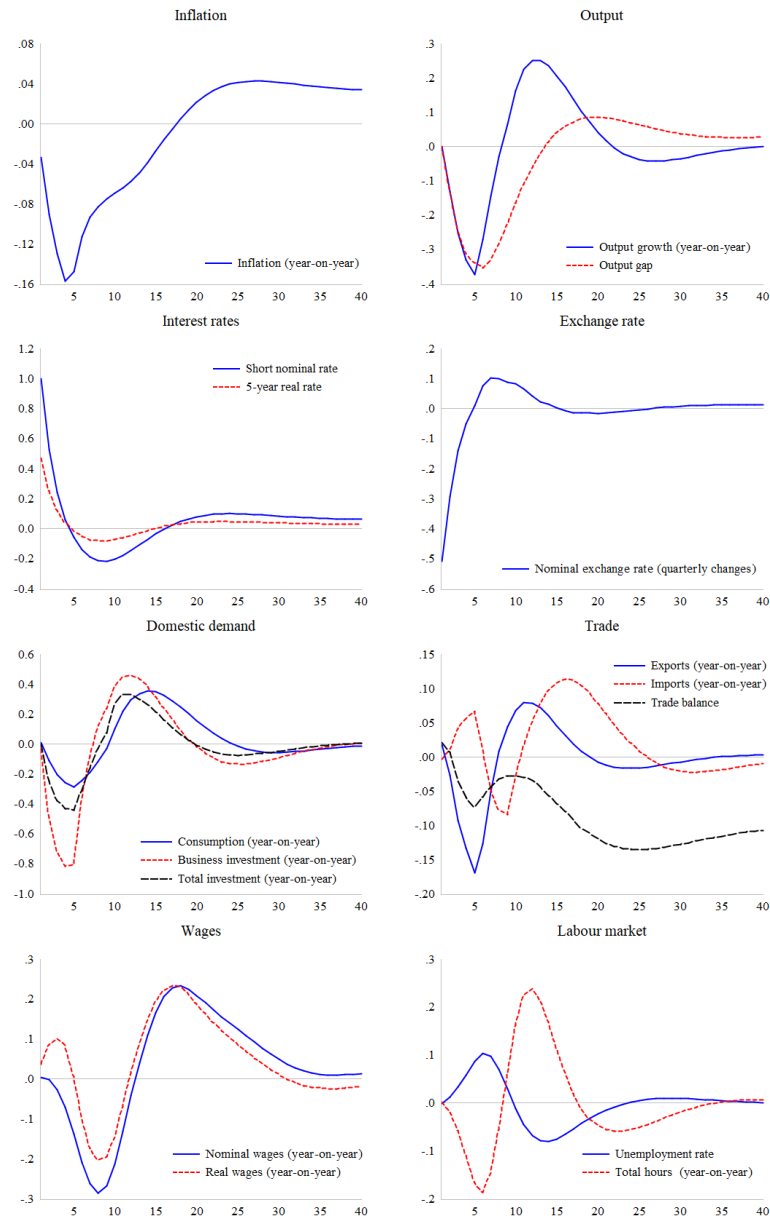 Inflation
.08
.04
.00
-.04
-.08
-.12
-.16
Inflation (year-on-year)
5 10 15 20 25 30 35 40
Output
.3
.2
.1
.0
-.1
-.2
-.3
-.4
Output growth (year-on-year)
Output gap
5 10 15 20 25 30 35 40
Interest rates
1.2
1.0
0.8
0.6
0.4
0.2
0.0
-0.2
-0.4
Short nominal rate
5-year real rate
5 10 15 20 25 30 35 40
Exchange rate
.2
.1
.0
-.1
-.2
-.3
-.4
-.5
-.6
Nominal exchange rate (quarterly changes)
5 10 15 20 25 30 35 40
Domestic demand
0.6
0.4
0.2
0.0
-0.2
-0.4
-0.6
-0.8
-1.0
Consumption (year-on-year)
Business investment (year-on-year)
Total investment (year-on-year)
5 10 15 20 25 30 35 40
Trade
.15
.10
.05
.00
-.05
-.10
-.15
-.20
Exports (year-on-year)
Imports (year-on-year)
Trade balance
5 10 15 20 25 30 35 40
Wages
.3
.2
.1
.0
-.1
-.2
-.3
Nominal wages (year-on-year)
Real wages (year-on-year)
5 10 15 20 25 30 35 40
Labour market
.3
.2
.1
.0
-.1
-.2
Unemployment rate
Total hours (year-on-year)
5 10 15 20 25 30 35 40